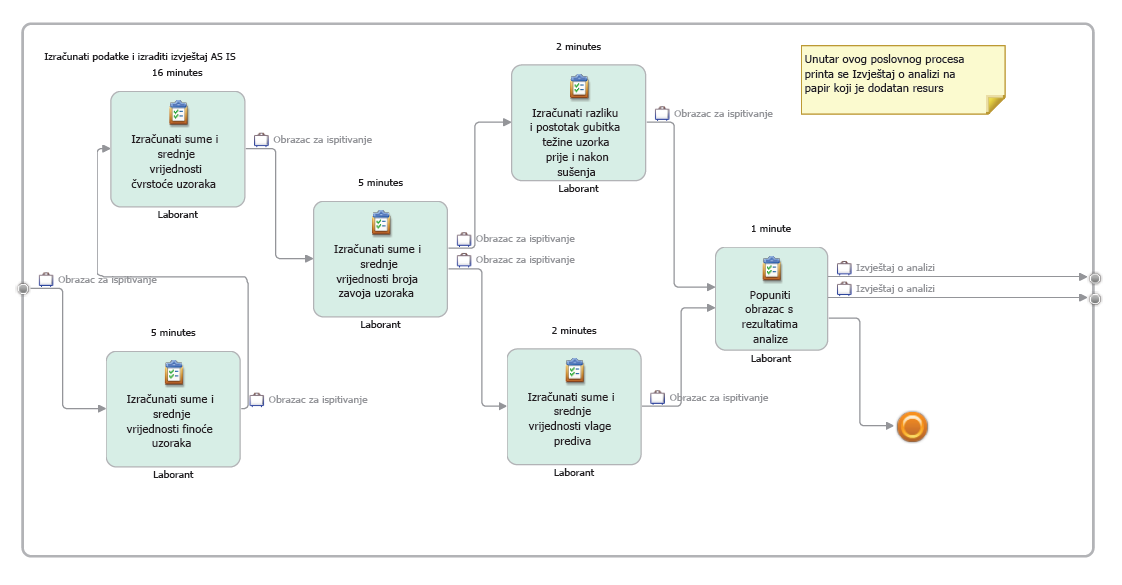 Izračunati podatke i izraditi izvještaj AS IS
16 minutes
Izračunati sume i
srednje
vrijednosti
čvrstoće uzoraka
Laborant
Obrazac za ispitivanje
Obrazac za ispitivanje
5 minutes
Izračunati sume i
srednje
vrijednosti finoće
uzoraka
Laborant
Obrazac za ispitivanje
5 minutes
Izračunati sume i
srednje
vrijednosti broja
zavoja uzoraka
Laborant
Obrazac za ispitivanje
Obrazac za ispitivanje
2 minutes
Izračunati razliku
i postotak gubitka
težine uzorka
prije i nakon
sušenja
Laborant
Obrazac za ispitivanje
2 minutes
Izračunati sume i
srednje
vrijednosti vlage
prediva
Laborant
Obrazac za ispitivanje
1 minute
Popuniti
obrazac s
rezultatima
analize
Laborant
Izvještaj o analizi
Izvještaj o analizi
Unutar ovog poslovnog procesa
printa se Izvještaj o analizi na
papir koji je dodatan resurs